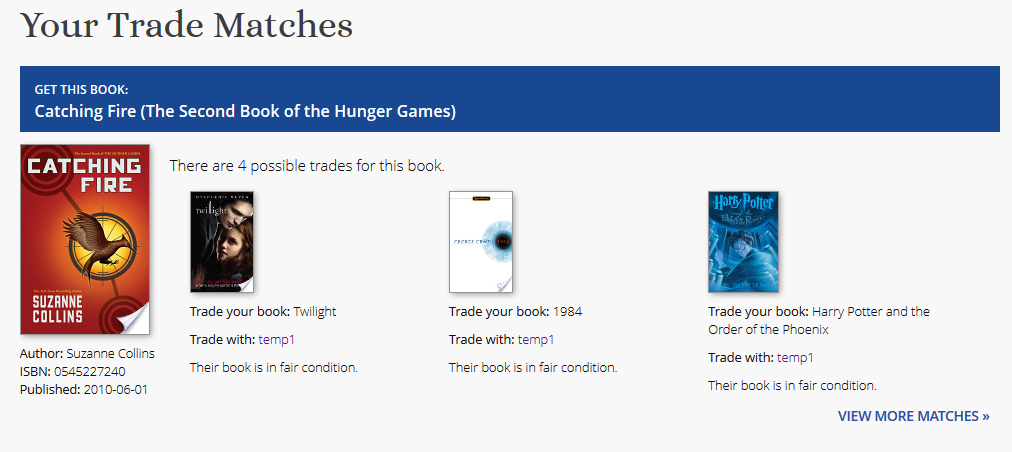 Your Trade Matches
GET THIS BOOK:
Catching Fire (The Second Book of the Hunger Games)
CATCHING
FIRE
SUZANNE
COLLINS
Author: Suzanne Collins
ISBN: 0545227240
Published: 2010-06-01
There are 4 possible trades for this book.
twilight
Trade your book: Twilight
Trade with: temp1
Their book is in fair condition.
GEORGE ORWELL 1984
Trade your book: 1984
Trade with: temp1
Their book is in fair condition.
Harry Potter
Trade your book: Harry Potter and the
Order of the Phoenix
Trade with: temp1
Their book is in fair condition.
VIEW MORE MATCHES »